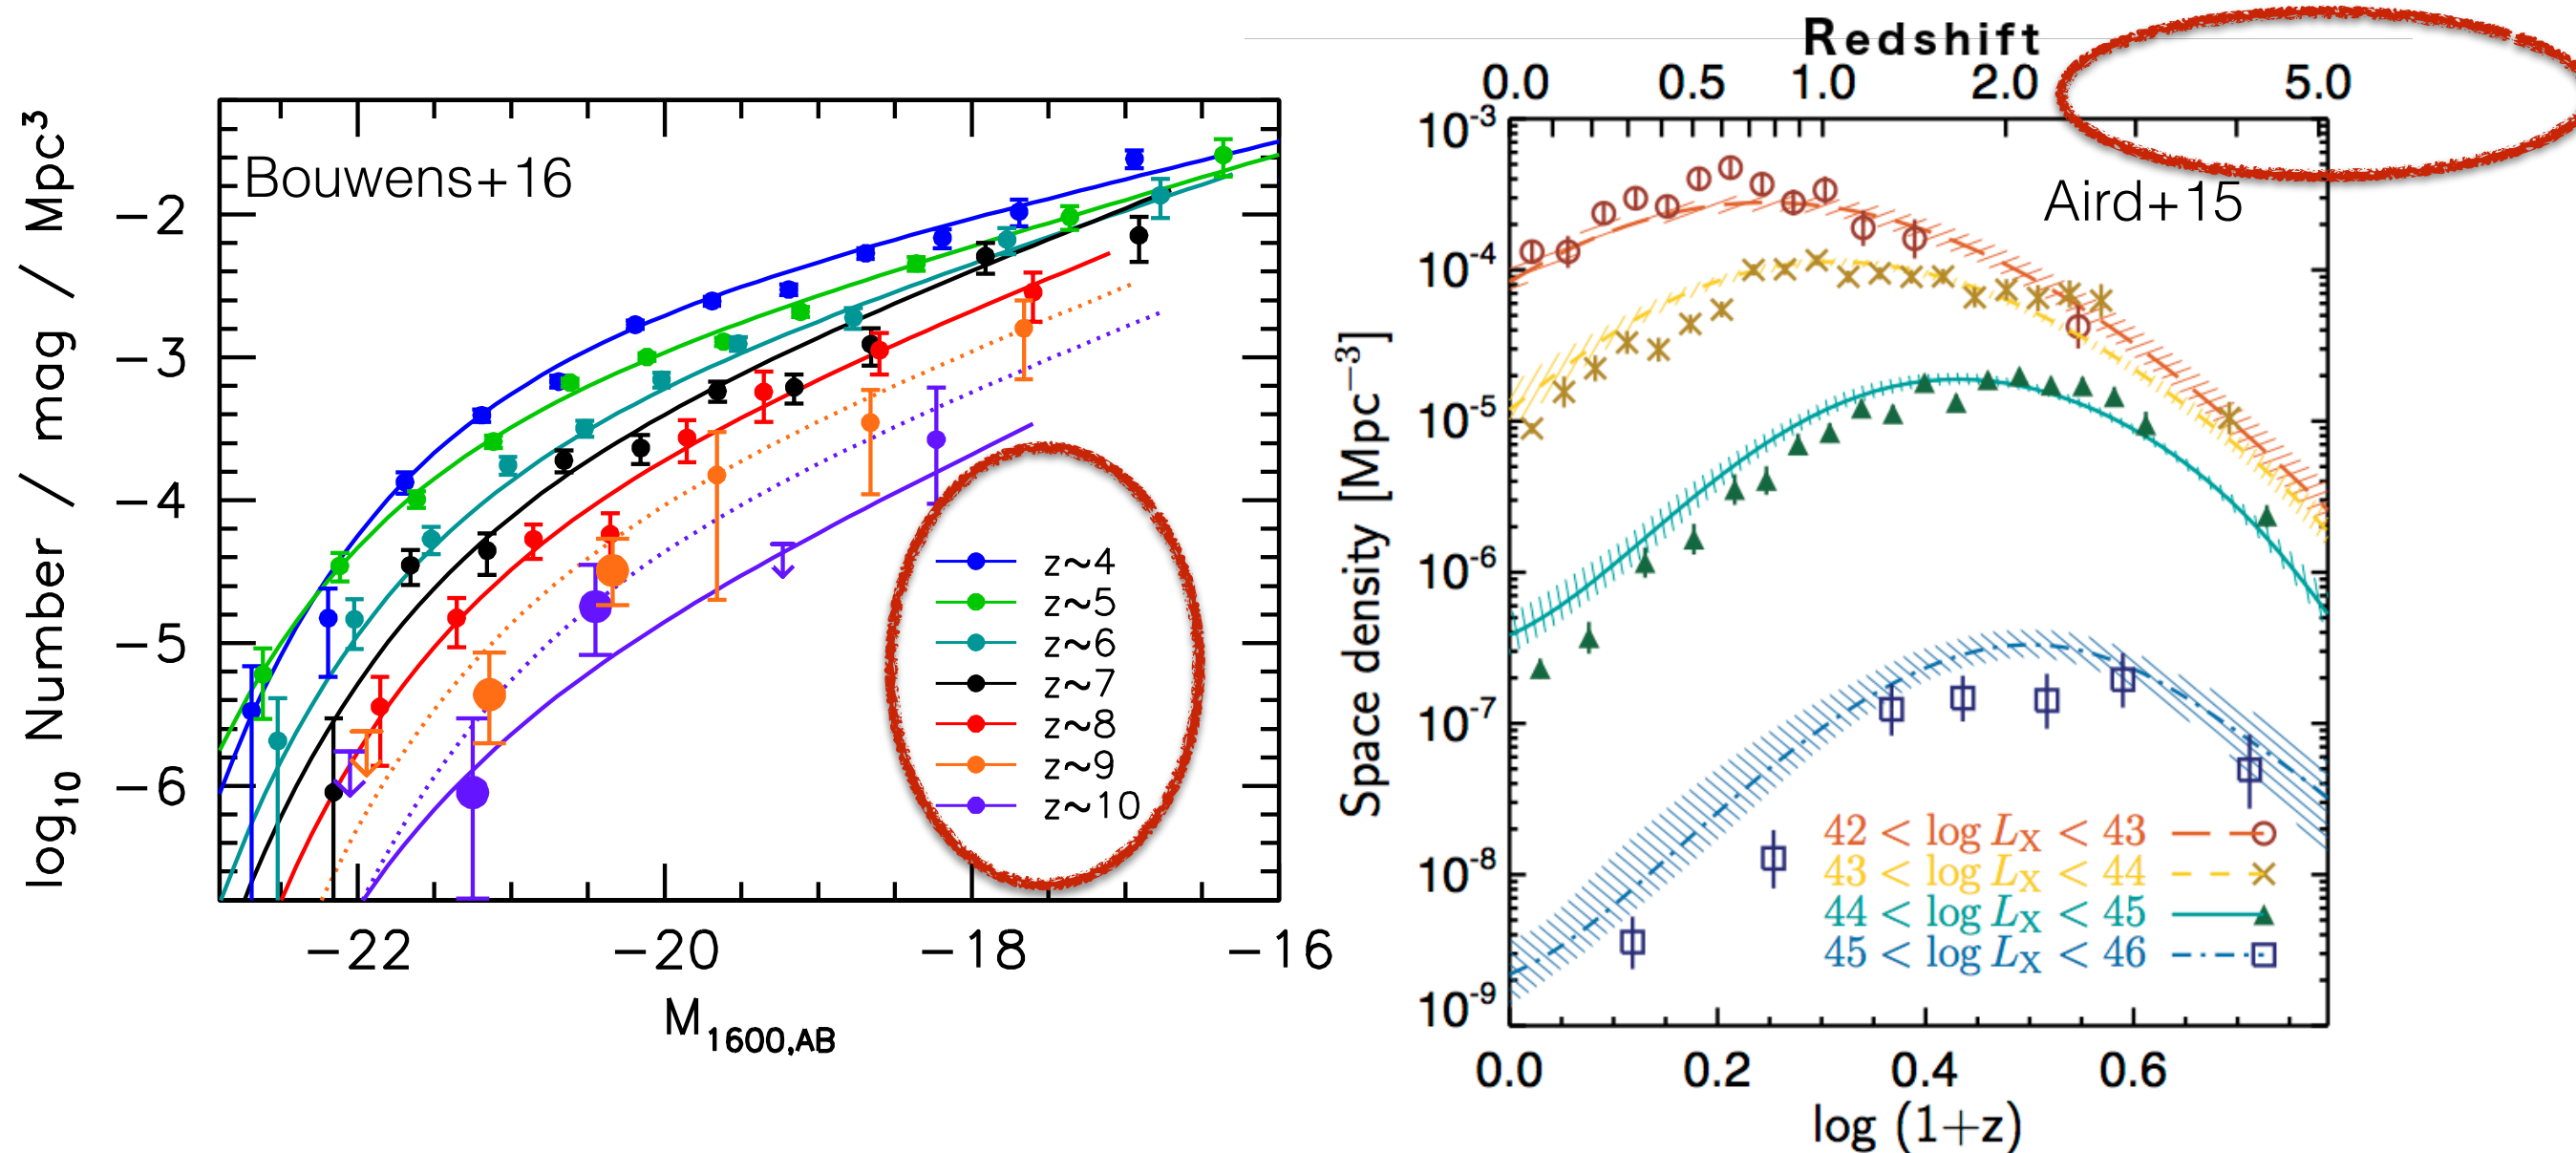 Bouwens+16
log10 Number / mag / Mpc3
−2
−3
−4
−5
−6
z~4
z~5
z~6
z~7
z~8
z~9
z~10
−22 −20 −18 −16
M1600,AB
Redshift
0.0 0.5 1.0 2.0 5.0
Aird+15
Space density [Mpc−3]
10-3
10-4
10-5
10-6
10-7
10-8
10-9
42 < log LX < 43
43 < log LX < 44
44 < log LX < 45
45 < log LX < 46
0.0 0.2 0.4 0.6
log (1+z)